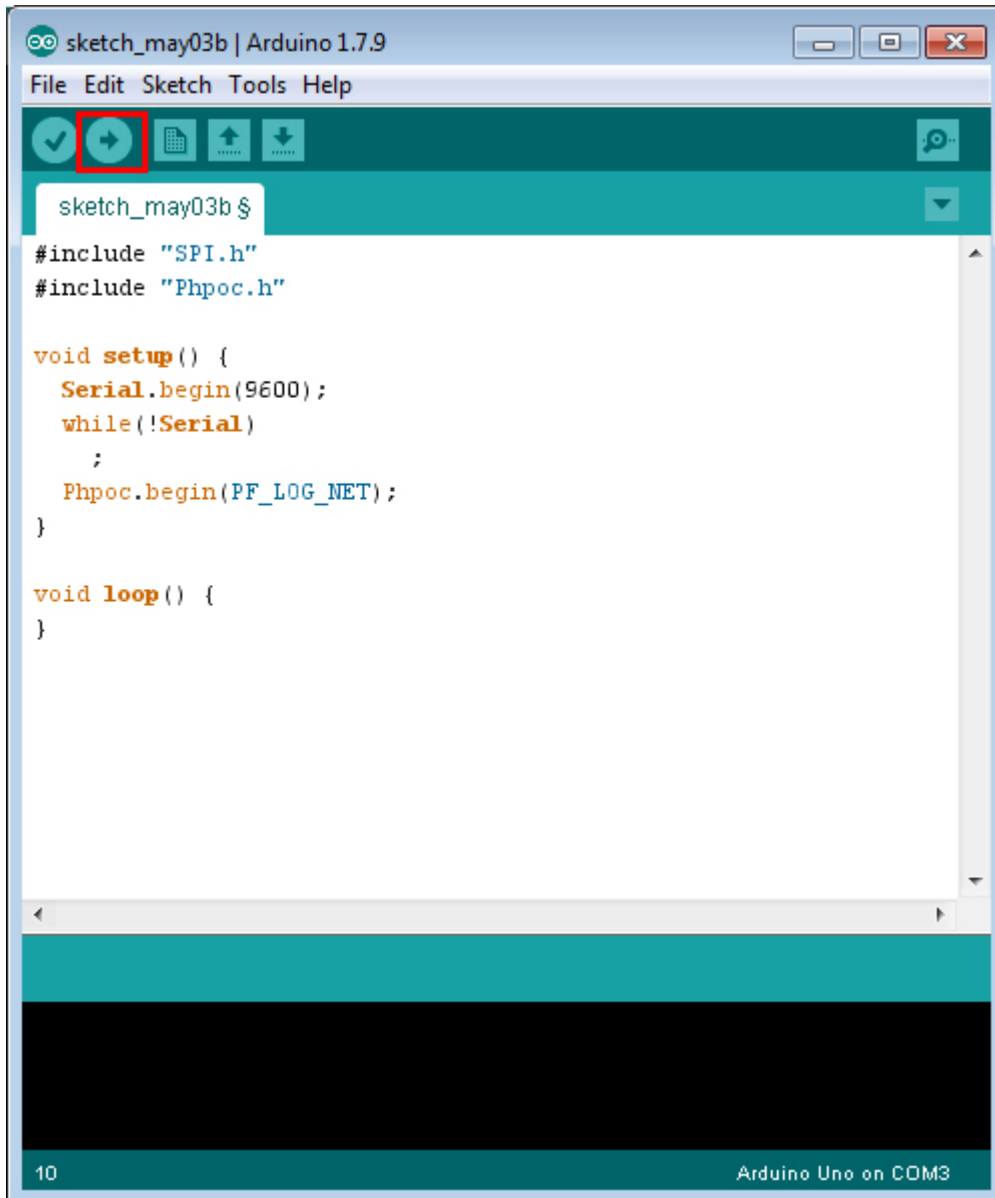 sketch_may03b | Arduino 1.7.9
File Edit Sketch Tools Help
sketch_may03b §
#include "SPI.h"
#include "Phpoc.h"
void setup() {
  Serial.begin(9600);
  while(!Serial)
    ;
  Phpoc.begin(PF_LOG_NET);
}
void loop() {
}
10
Arduino Uno on COM3